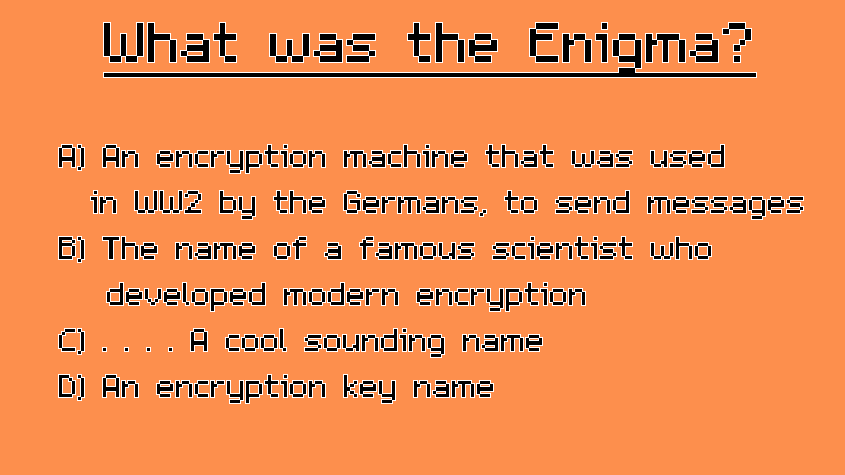 What was the Enigma?
A) An encryption machine that was used
in WW2 by the Germans, to send messages
B) The name of a famous scientist who
developed modern encryption
C) . . . . A cool sounding name
D) An encryption key name